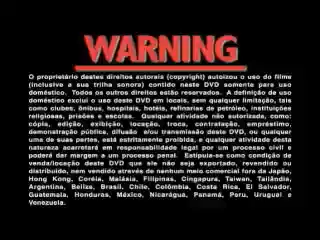 WARNING
O proprietário destes direitos autorais (copyright) autoizou o uso do filme
(inclusive a sua trilha sonora) contido neste DVD somente para uso
doméstico. Todos os outros direitos estão reservados. A definição de uso
doméstico exclui o uso deste DVD em locais, sem qualquer limitação, tais
como clubes, ônibus, hospitais, hotéis, refinarias de petróleo, instituições
religiosas, prisões e escolas. Qualquer atividade não autorizada, como:
cópia, edição, exibição, locação, troca, contratação, empréstimo,
demonstração pública, difusão e/ou transmissão deste DVD, ou qualquer
uma de suas partes, está estritamente proibida, e qualquer atividade desta
natureza acarretará em responsabilidade legal por um processo civil e
poderá dar margem a um processo penal. Estipula-se como condição de
venda/locação deste DVD que ele não seja exportado, revendido ou
distribuído, nem vendido através de nenhum meio comercial fora da Japão,
Hong Kong, Coréia, Malásia, Filipinas, Cingapura, Taiwan, Tailândia,
Argentina, Belize, Brasil, Chile, Colômbia, Costa Rica, El Salvador,
Guatemala, Honduras, México, Nicarágua, Panamá, Peru, Uruguai e
Venezuela.